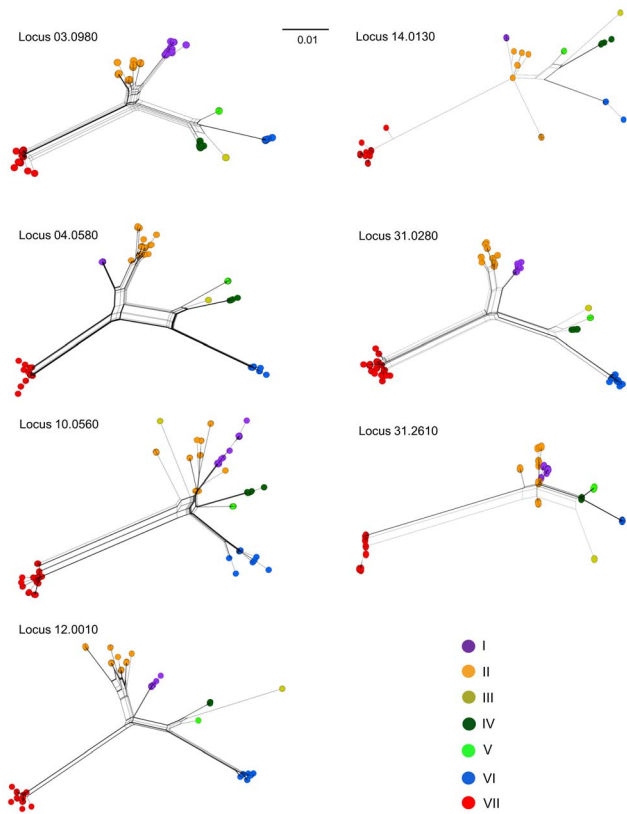 Locus 03.0980
0.01
Locus 14.0130
Locus 04.0580
Locus 31.0280
Locus 10.0560
Locus 31.2610
Locus 12.0010
I
II
III
IV
V
VI
VII